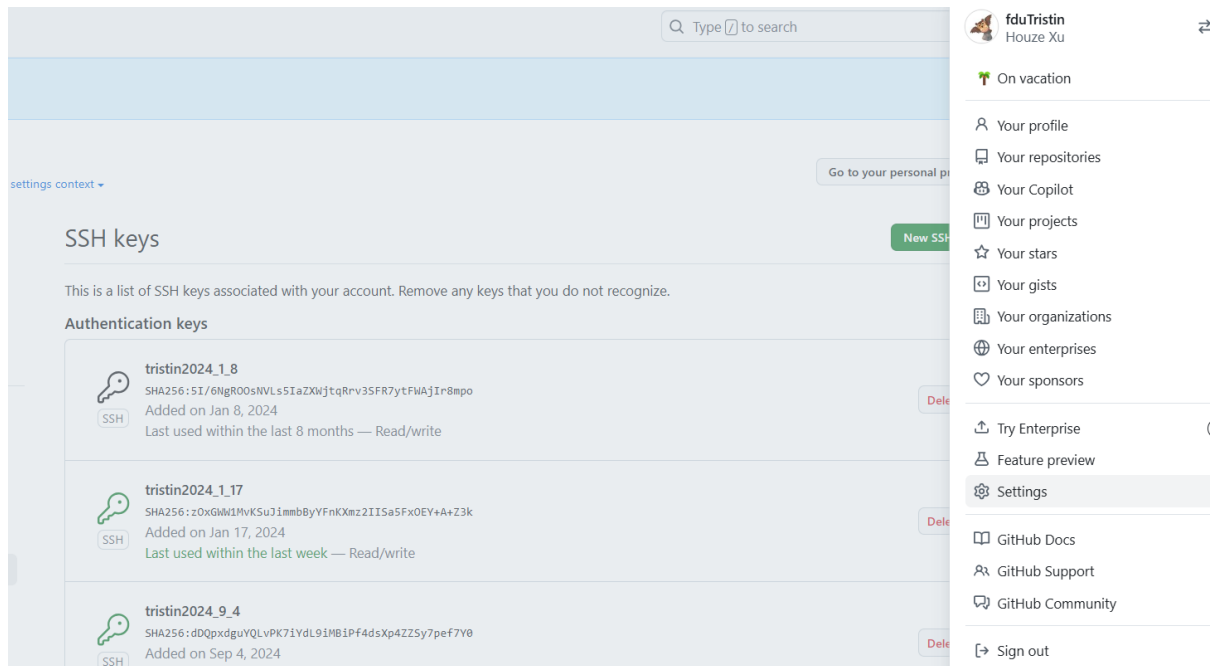 Type / to search
settings context
Go to your personal
SSH keys
New SSH
This is a list of SSH keys associated with your account. Remove any keys that you do not recognize.
Authentication keys
tristin2024_1_8
SHA256:5I/6NgROOsNVLs5IaZXWjtqRrv3SFR7ytFWAjIr8mpo
Added on Jan 8, 2024
Last used within the last 8 months — Read/write
SSH
tristin2024_1_17
SHA256:zOxGWW1MvKSuJimmbByYFnKXmz2IISa5FxOEY+A+Z3k
Added on Jan 17, 2024
Last used within the last week — Read/write
SSH
tristin2024_9_4
SHA256:dDQpxdguYQLvPK7iYdL9iMBiPf4dsXp4ZZSy7pef7Y0
Added on Sep 4, 2024
SSH
fduTristin
Houze Xu
On vacation
Your profile
Your repositories
Your Copilot
Your projects
Your stars
Your gists
Your organizations
Your enterprises
Your sponsors
Try Enterprise
Feature preview
Settings
GitHub Docs
GitHub Support
GitHub Community
Sign out